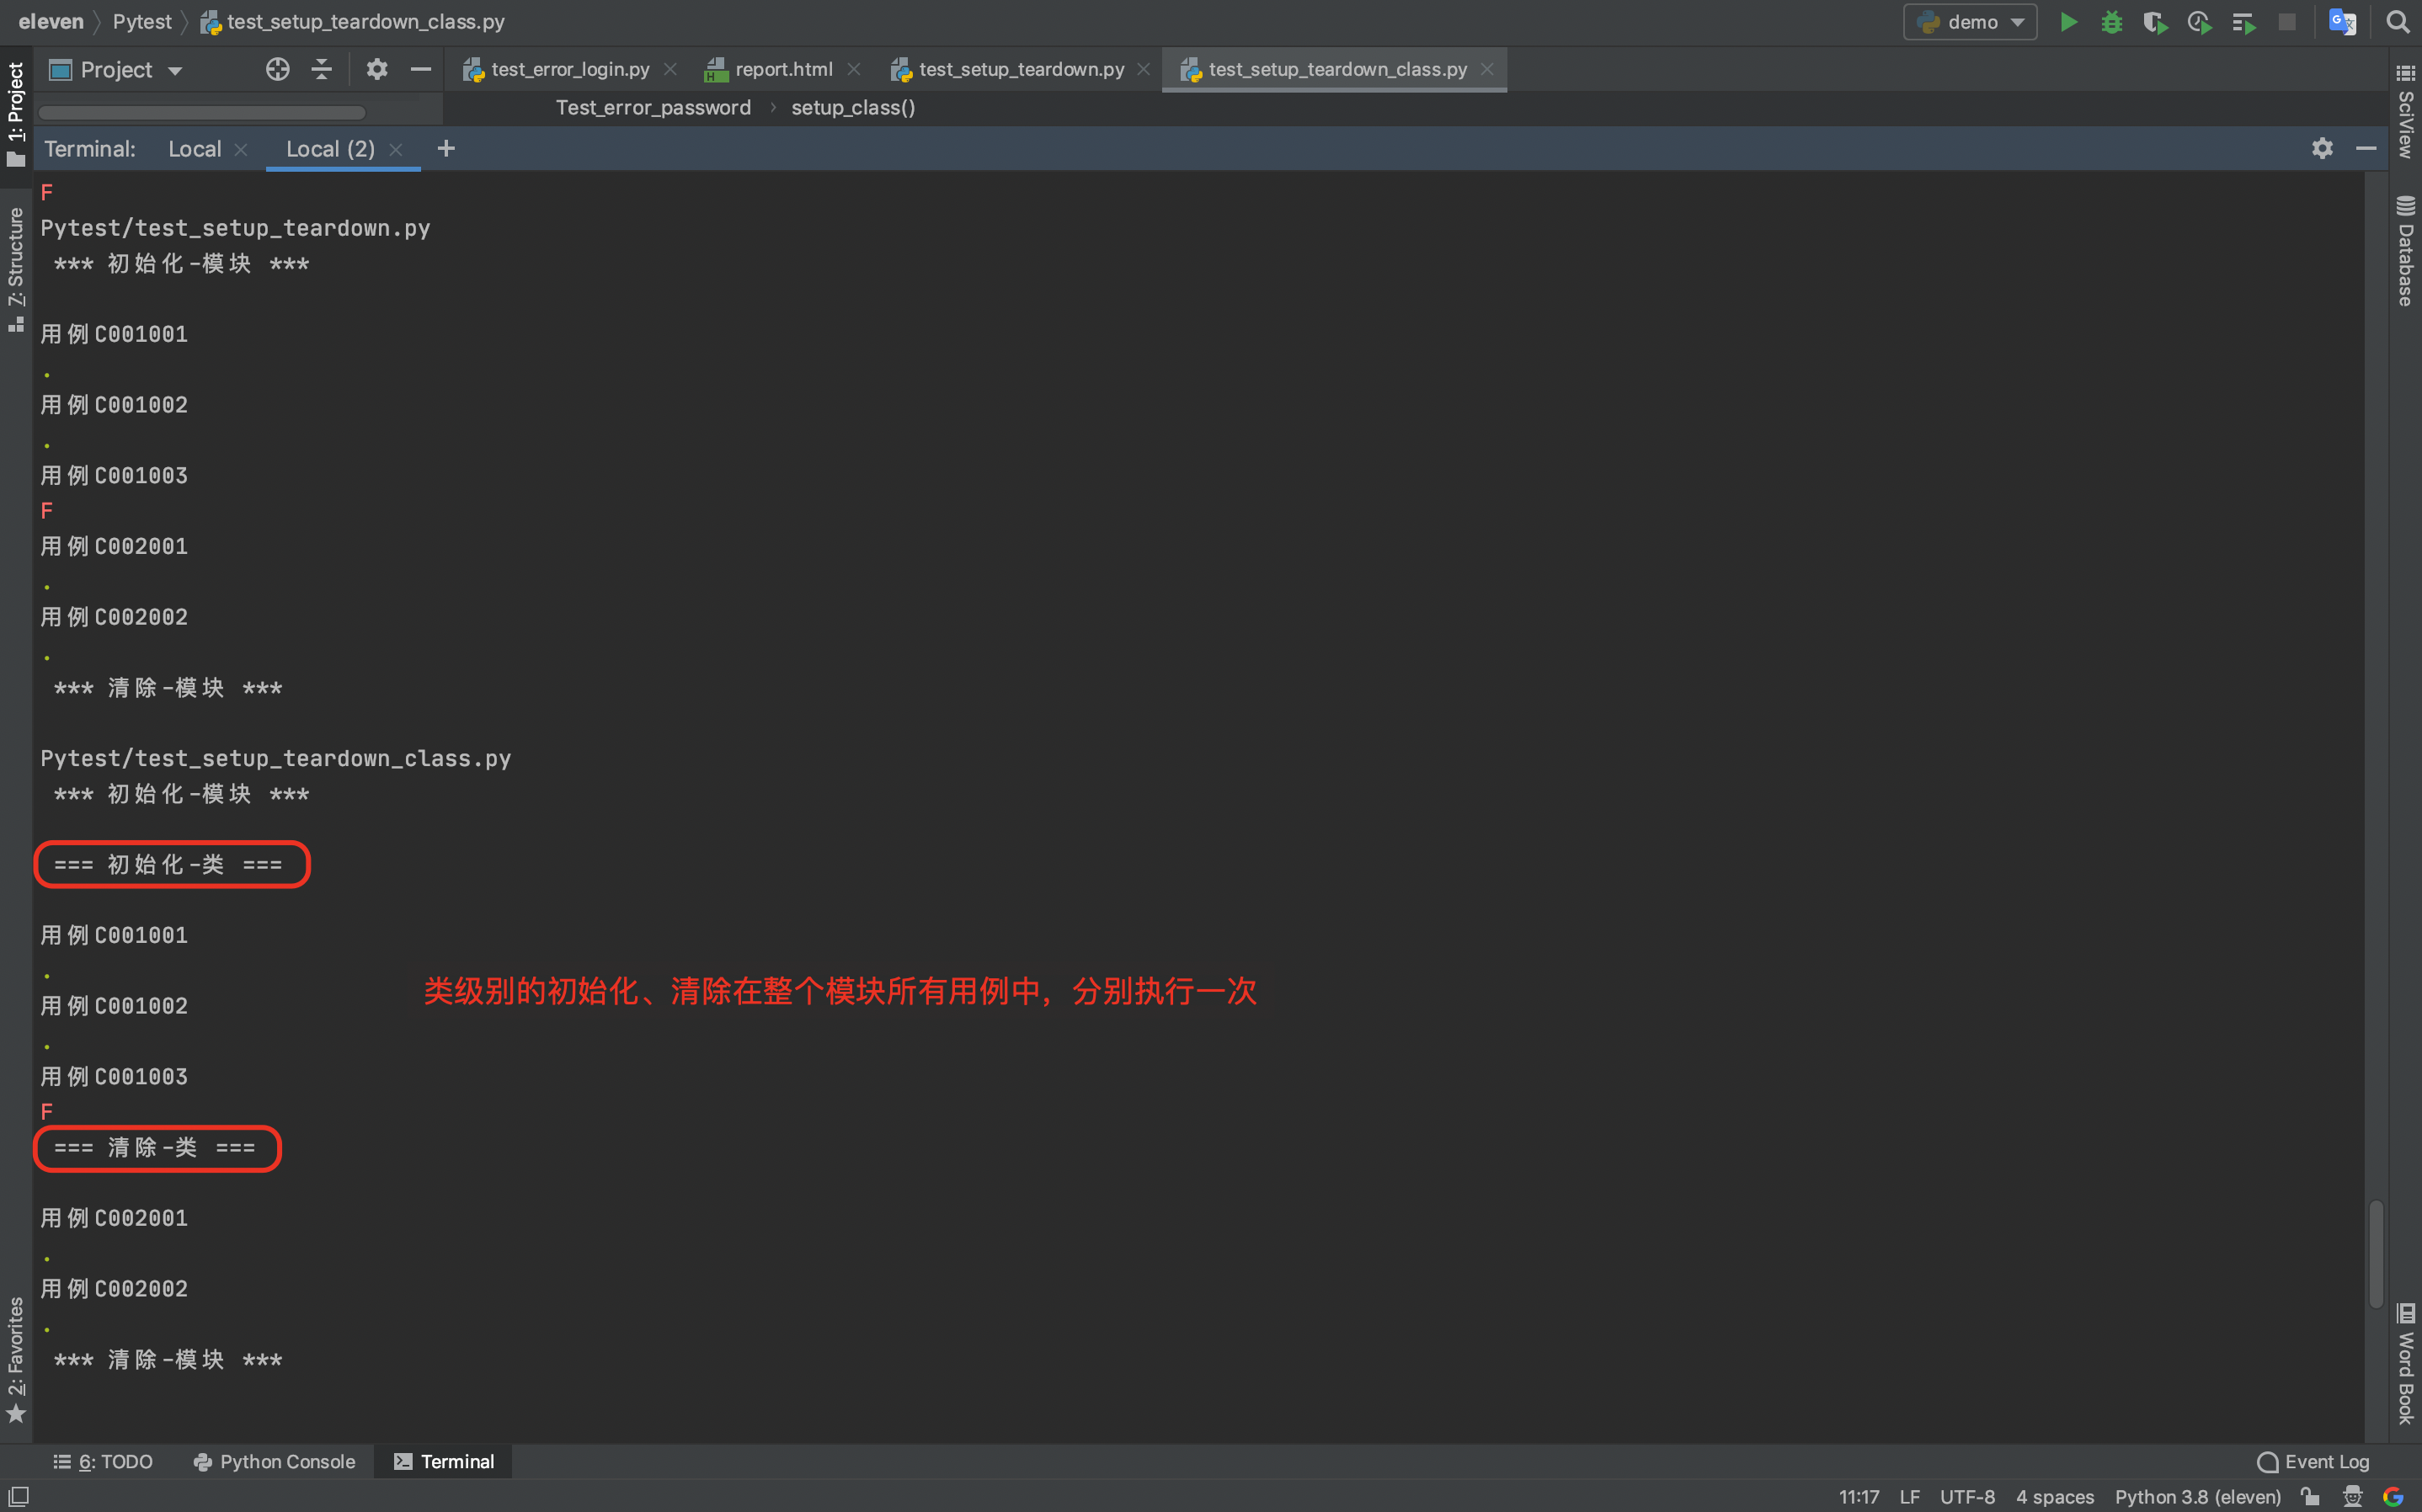 eleven Pytest test_setup_teardown_class.py demo
1: Project
Project test_error_login.py report.html test_setup_teardown.py test_setup_teardown_class.py
Test_error_password setup_class()
Terminal: Local Local (2)
SciView
Database
7: Structure
F
Pytest/test_setup_teardown.py
*** 初始化-模块 ***
用例C001001
.
用例C001002
.
用例C001003
F
用例C002001
.
用例C002002
.
*** 清除-模块 ***
Pytest/test_setup_teardown_class.py
*** 初始化-模块 ***
=== 初始化-类 ===
用例C001001
.
类级别的初始化、清除在整个模块所有用例中，分别执行一次
用例C001002
.
用例C001003
F
=== 清除-类 ===
用例C002001
.
用例C002002
.
*** 清除-模块 ***
2: Favorites
Word Book
6: TODO Python Console Terminal Event Log
11:17 LF UTF-8 4 spaces Python 3.8 (eleven)